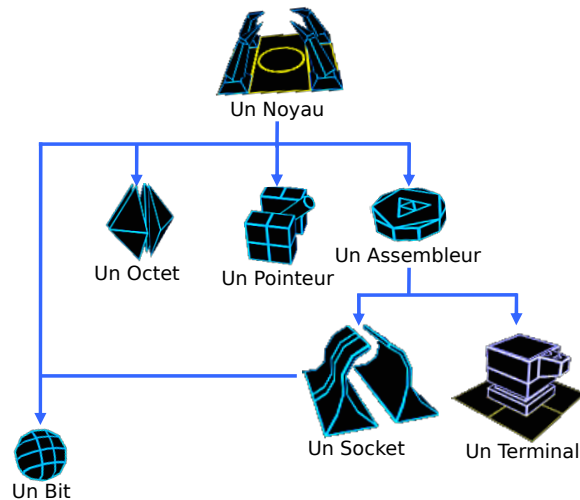 Un Noyau
Un Octet
Un Pointeur
Un Assembleur
Un Socket
Un Terminal
Un Bit